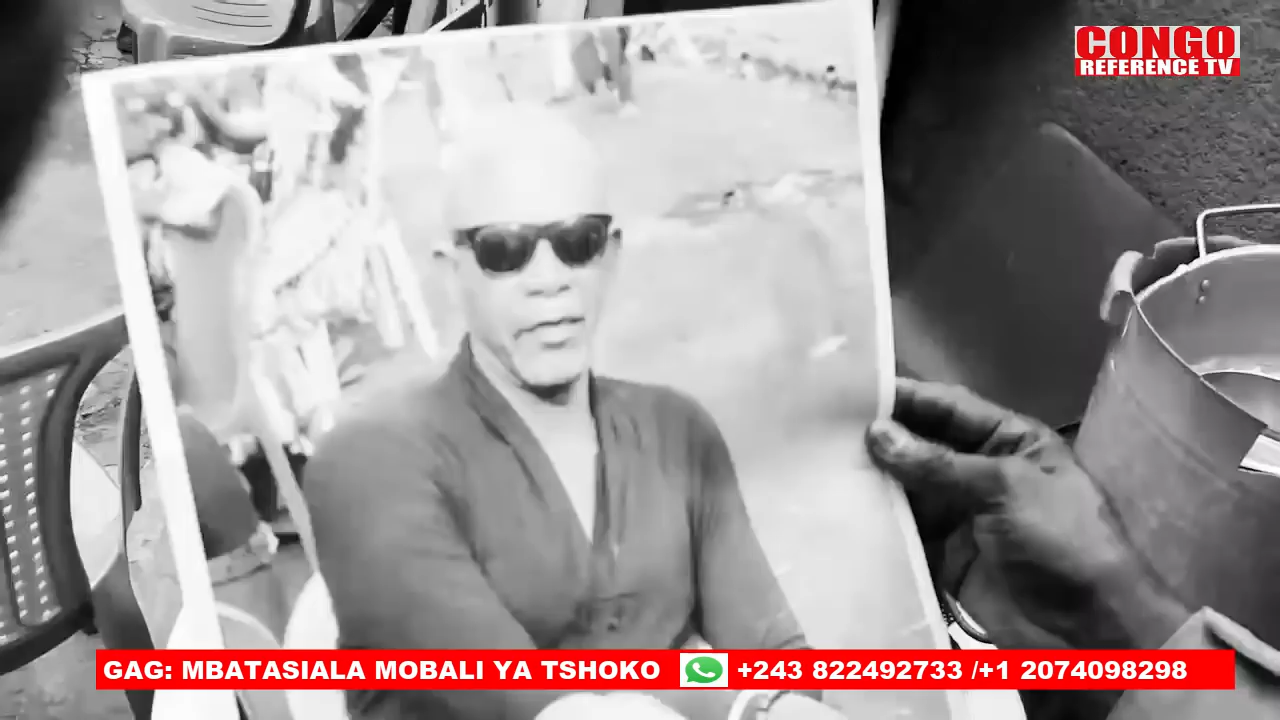 CONGO
REFERENCE TV
GAG: MBATASIALA MOBALI YA TSHOKO +243 822492733 /+1 2074098298